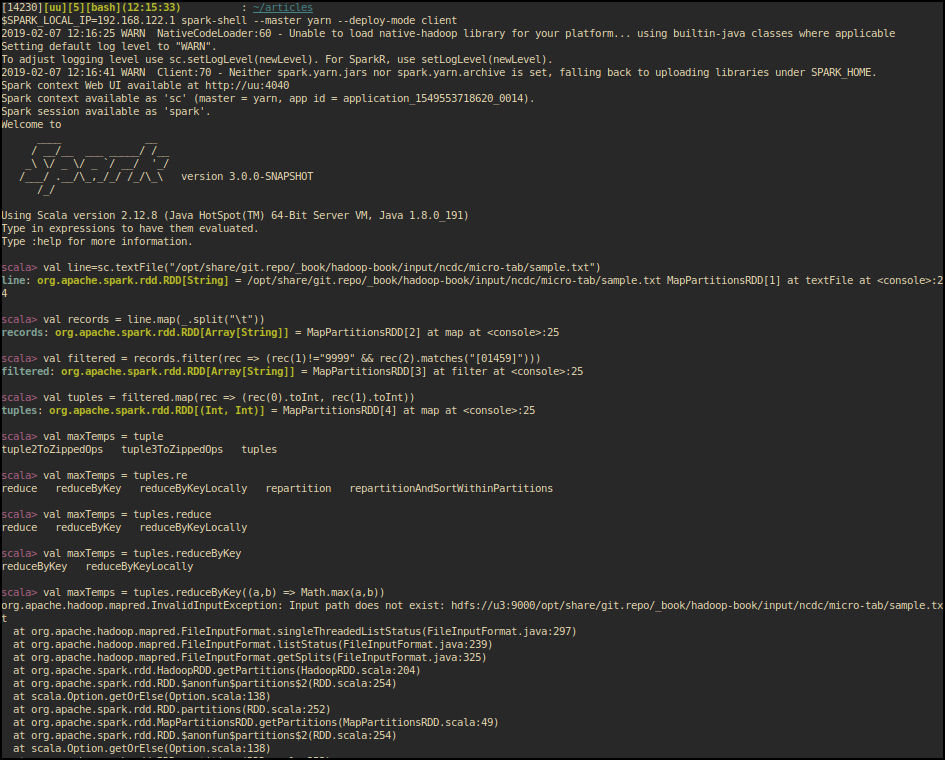 [14230][uu][5][bash](12:15:33)          : ~/articles
$SPARK_LOCAL_IP=192.168.122.1 spark-shell --master yarn --deploy-mode client
2019-02-07 12:16:25 WARN  NativeCodeLoader:60 - Unable to load native-hadoop library for your platform... using builtin-java classes where applicable
Setting default log level to "WARN".
To adjust logging level use sc.setLogLevel(newLevel). For SparkR, use setLogLevel(newLevel).
2019-02-07 12:16:41 WARN  Client:70 - Neither spark.yarn.jars nor spark.yarn.archive is set, falling back to uploading libraries under SPARK_HOME.
Spark context Web UI available at http://uu:4040
Spark context available as 'sc' (master = yarn, app id = application_1549553718620_0014).
Spark session available as 'spark'.
Welcome to
      ____              __
     / __/__  ___ _____/ /__
    _\ \/ _ \/ _ `/ __/  '_/
   /___/ .__/\_,_/_/ /_/\_\   version 3.0.0-SNAPSHOT
      /_/
Using Scala version 2.12.8 (Java HotSpot(TM) 64-Bit Server VM, Java 1.8.0_191)
Type in expressions to have them evaluated.
Type :help for more information.
scala> val line=sc.textFile("/opt/share/git.repo/_book/hadoop-book/input/ncdc/micro-tab/sample.txt")
line: org.apache.spark.rdd.RDD[String] = /opt/share/git.repo/_book/hadoop-book/input/ncdc/micro-tab/sample.txt MapPartitionsRDD[1] at textFile at <console>:2
4
scala> val records = line.map(_.split("\t"))
records: org.apache.spark.rdd.RDD[Array[String]] = MapPartitionsRDD[2] at map at <console>:25
scala> val filtered = records.filter(rec => (rec(1)!="9999" && rec(2).matches("[01459]")))
filtered: org.apache.spark.rdd.RDD[Array[String]] = MapPartitionsRDD[3] at filter at <console>:25
scala> val tuples = filtered.map(rec => (rec(0).toInt, rec(1).toInt))
tuples: org.apache.spark.rdd.RDD[(Int, Int)] = MapPartitionsRDD[4] at map at <console>:25
scala> val maxTemps = tuple
tuple2ToZippedOps   tuple3ToZippedOps   tuples
scala> val maxTemps = tuples.re
reduce   reduceByKey   reduceByKeyLocally   repartition   repartitionAndSortWithinPartitions
scala> val maxTemps = tuples.reduce
reduce   reduceByKey   reduceByKeyLocally
scala> val maxTemps = tuples.reduceByKey
reduceByKey   reduceByKeyLocally
scala> val maxTemps = tuples.reduceByKey((a,b) => Math.max(a,b))
org.apache.hadoop.mapred.InvalidInputException: Input path does not exist: hdfs://u3:9000/opt/share/git.repo/_book/hadoop-book/input/ncdc/micro-tab/sample.tx
t
  at org.apache.hadoop.mapred.FileInputFormat.singleThreadedListStatus(FileInputFormat.java:297)
  at org.apache.hadoop.mapred.FileInputFormat.listStatus(FileInputFormat.java:239)
  at org.apache.hadoop.mapred.FileInputFormat.getSplits(FileInputFormat.java:325)
  at org.apache.spark.rdd.HadoopRDD.getPartitions(HadoopRDD.scala:204)
  at org.apache.spark.rdd.RDD.$anonfun$partitions$2(RDD.scala:254)
  at scala.Option.getOrElse(Option.scala:138)
  at org.apache.spark.rdd.RDD.partitions(RDD.scala:252)
  at org.apache.spark.rdd.MapPartitionsRDD.getPartitions(MapPartitionsRDD.scala:49)
  at org.apache.spark.rdd.RDD.$anonfun$partitions$2(RDD.scala:254)
  at scala.Option.getOrElse(Option.scala:138)